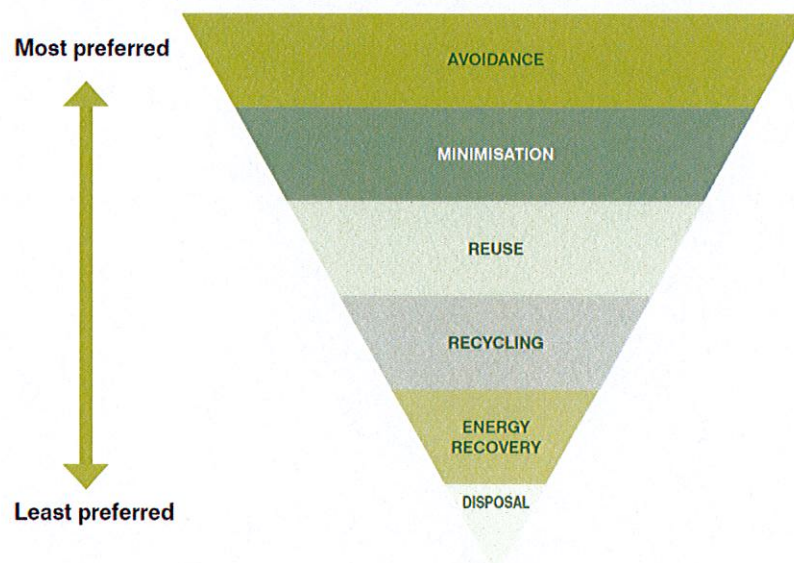 Most preferred
AVOIDANCE
MINIMISATION
REUSE
RECYCLING
ENERGY
RECOVERY
DISPOSAL
Least preferred